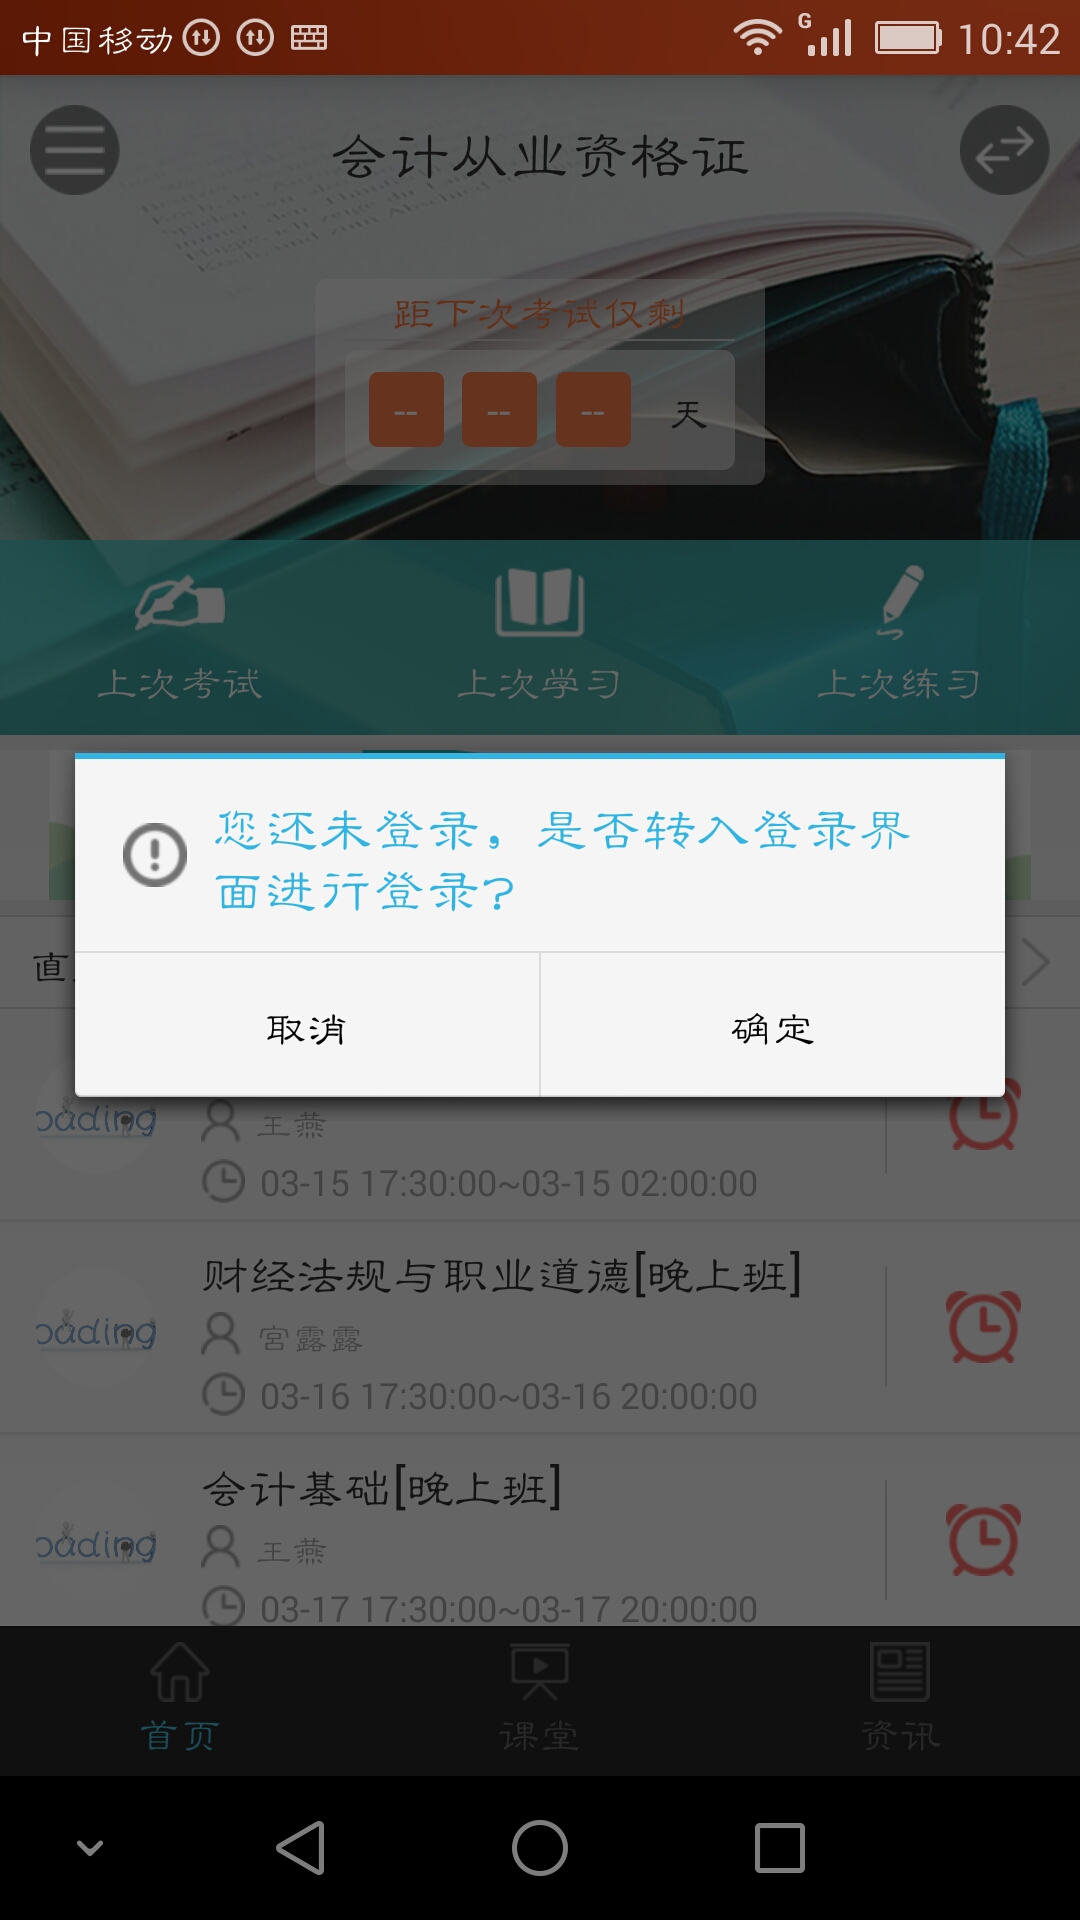 中国移动
G
10:42
会计从业资格证
距下次考试仅剩
-- -- -- 天
上次考试
上次学习
上次练习
您还未登录，是否转入登录界
面进行登录?
直
取消
确定
oading
王燕
03-15 17:30:00~03-15 02:00:00
财经法规与职业道德[晚上班]
oading
宫露露
03-16 17:30:00~03-16 20:00:00
会计基础[晚上班]
oading
王燕
03-17 17:30:00~03-17 20:00:00
首页
课堂
资讯